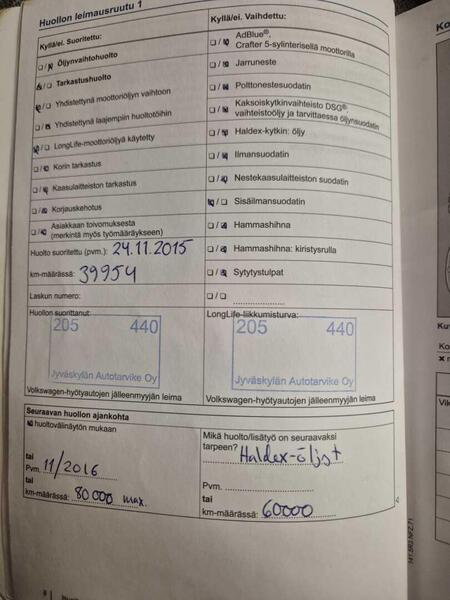 Huollon leimausruutu 1
Kyllä/ei. Suoritettu:
☐ / ☒ Öljynvaihtohuolto
☒ / ☐ Tarkastushuolto
☒ / ☐ Yhdistettynä moottoriöljyn vaihtoon
☐ / ☒ Yhdistettynä laajempiin huoltotöihin
☒ / ☐ LongLife-moottoriöljyä käytetty
☐ / ☒ Korin tarkastus
☐ / ☒ Kaasulaitteiston tarkastus
☐ / ☒ Korjauskehotus
☐ / ☒ Asiakkaan toivomuksesta
(merkintä myös työmääräykseen)
Huolto suoritettu (pvm.): 24.11.2015
km-määrässä: 39954
Laskun numero:
Huollon suorittanut:
205 440
Jyväskylän Autotarvike Oy
Volkswagen-hyötyautojen jälleenmyyjän leima
Kyllä/ei. Vaihdettu:
☐ / ☒ AdBlue®,
Crafter 5-sylinterisellä moottorilla
☐ / ☒ Jarruneste
☐ / ☒ Polttonestesuodatin
☐ / ☒ Kaksoiskytkinvaihteisto DSG®,
vaihteistoöljy ja tarvittaessa öljynsuodatin
☐ / ☒ Haldex-kytkin: öljy
☐ / ☒ Ilmansuodatin
☐ / ☒ Nestekaasulaitteiston suodatin
☒ / ☐ Sisäilmansuodatin
☐ / ☒ Hammashihna
☐ / ☒ Hammashihna: kiristysrulla
☐ / ☒ Sytytystulpat
☐ / ☐ ....................
LongLife-liikkumisturva:
205 440
Jyväskylän Autotarvike Oy
Volkswagen-hyötyautojen jälleenmyyjän leima
Seuraavan huollon ajankohta
☒ huoltovälinäytön mukaan
tai
Pvm. 11/2016
tai
km-määrässä: 80 000 max.
Mikä huolto/lisätyö on seuraavaksi
tarpeen? Haldex-öljyt
Pvm.
tai
km-määrässä: 60000